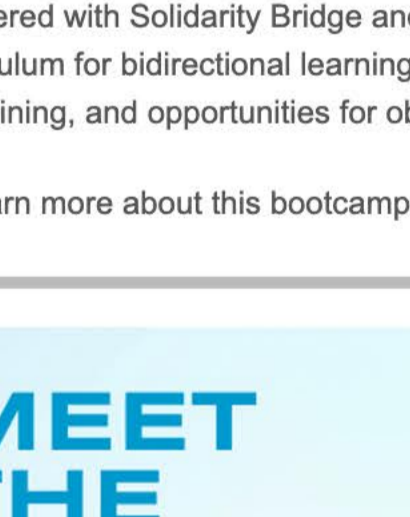 ered with Solidarity Bridge and
ulum for bidirectional learning
ining, and opportunities for ob
arn more about this bootcamp
MEET
THE